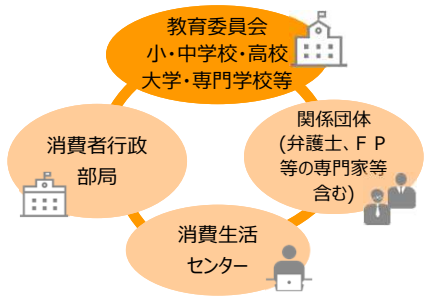 教育委員会
小・中学校・高校
大学・専門学校等
関係団体
(弁護士、ＦＰ
等の専門家等
含む)
消費者行政
部局
消費生活
センター